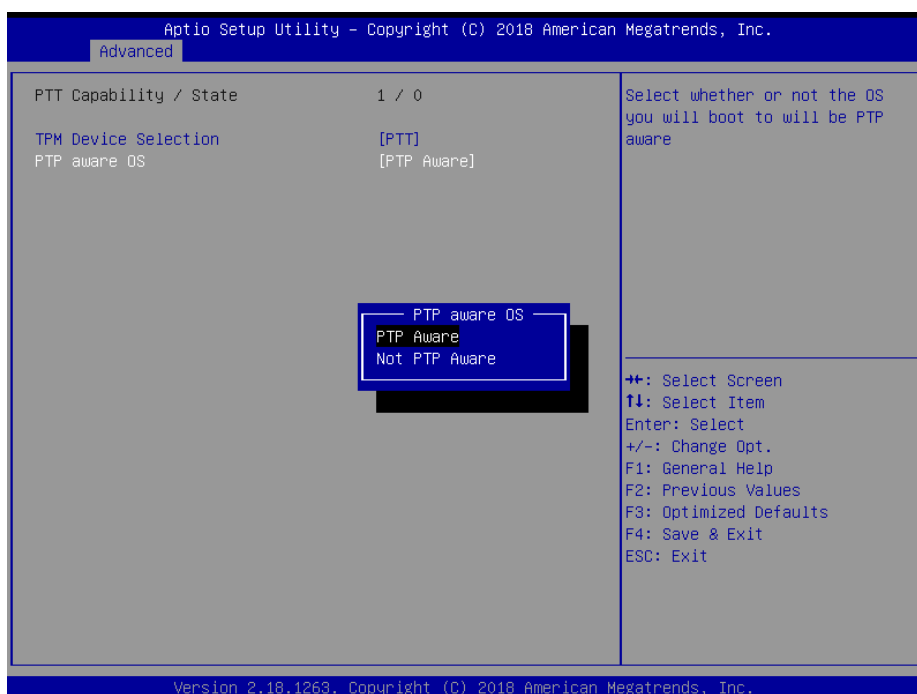 Aptio Setup Utility – Copyright (C) 2018 American Megatrends, Inc.
Advanced
PTT Capability / State 1 / 0
TPM Device Selection [PTT]
PTP aware OS [PTP Aware]
Select whether or not the OS
you will boot to will be PTP
aware
PTP aware OS
PTP Aware
Not PTP Aware
→←: Select Screen
↑↓: Select Item
Enter: Select
+/-: Change Opt.
F1: General Help
F2: Previous Values
F3: Optimized Defaults
F4: Save & Exit
ESC: Exit
Version 2.18.1263. Copyright (C) 2018 American Megatrends, Inc.